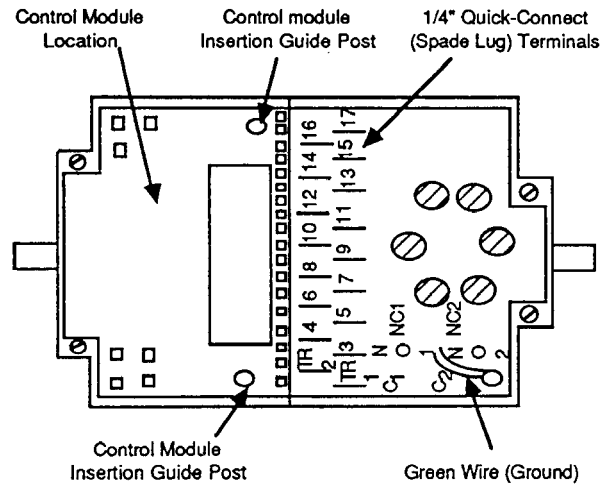 Control Module
Location
Control module
Insertion Guide Post
1/4" Quick-Connect
(Spade Lug) Terminals
16
17
14
15
12
13
10
11
8
9
6
7
4
5
TR
2
3
TR
1
NC1
NC2
N
O
1
N
O
2
C1
C2
Control Module
Insertion Guide Post
Green Wire (Ground)